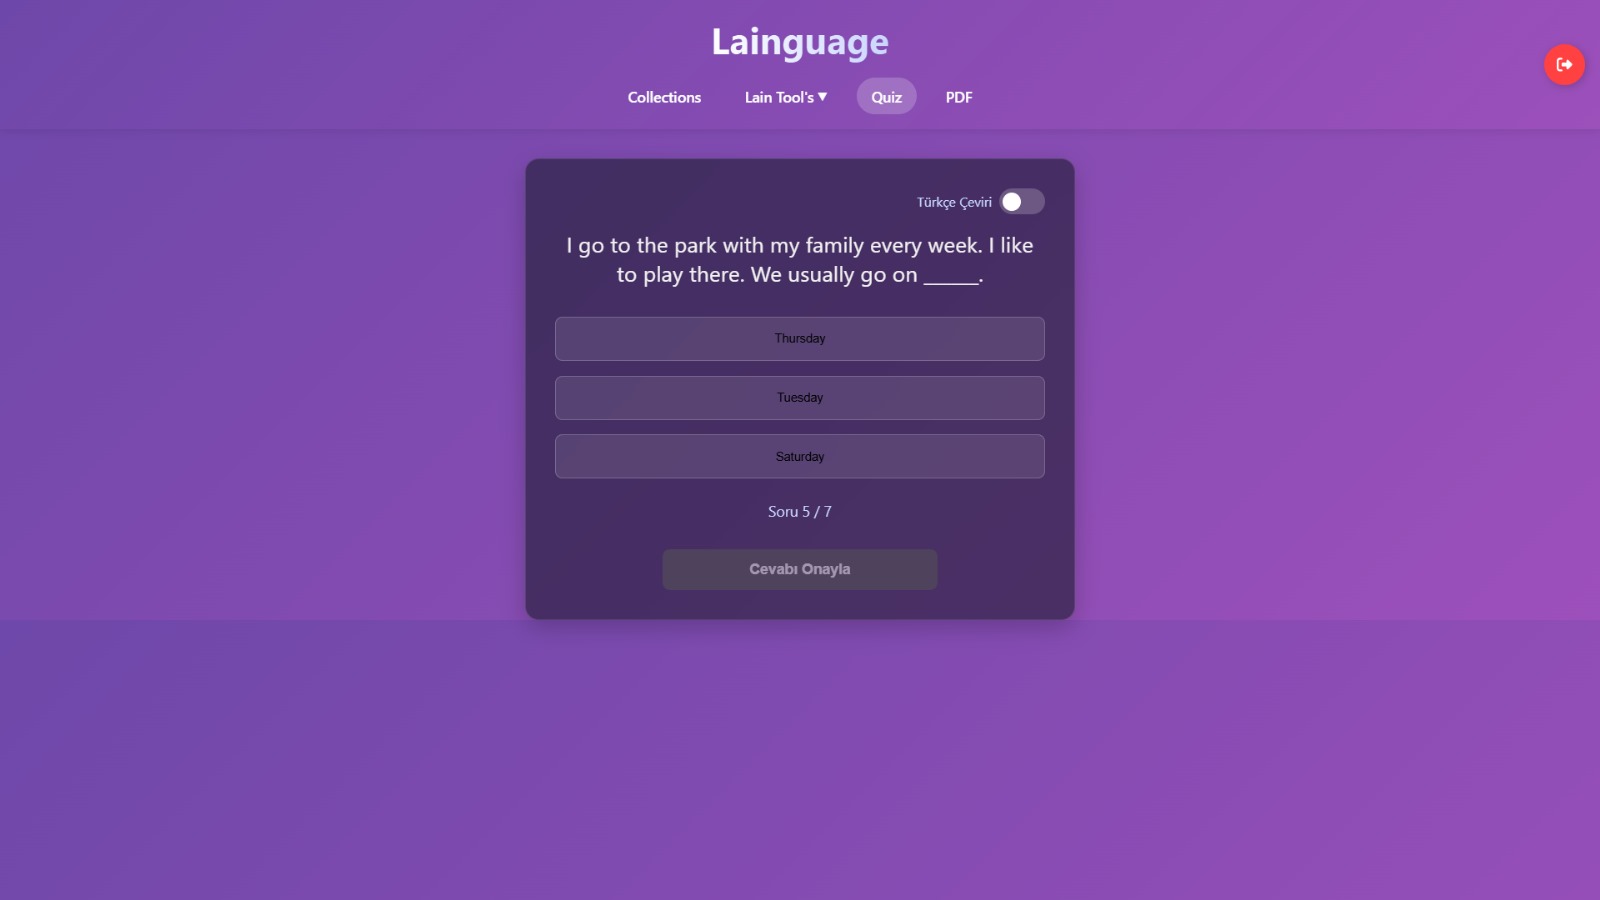 Lainguage
Collections
Lain Tool's ▼
Quiz
PDF
Türkçe Çeviri
I go to the park with my family every week. I like
to play there. We usually go on _____.
Thursday
Tuesday
Saturday
Soru 5 / 7
Cevabı Onayla